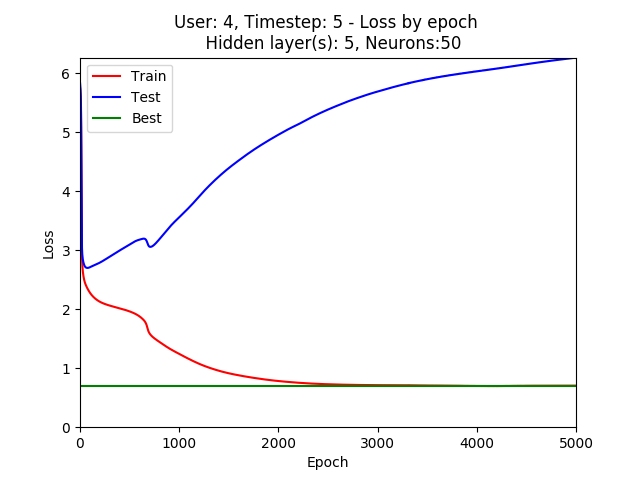 User: 4, Timestep: 5 - Loss by epoch
Hidden layer(s): 5, Neurons:50
Train
Test
Best
6
5
4
3
2
1
0
Loss
0 1000 2000 3000 4000 5000
Epoch